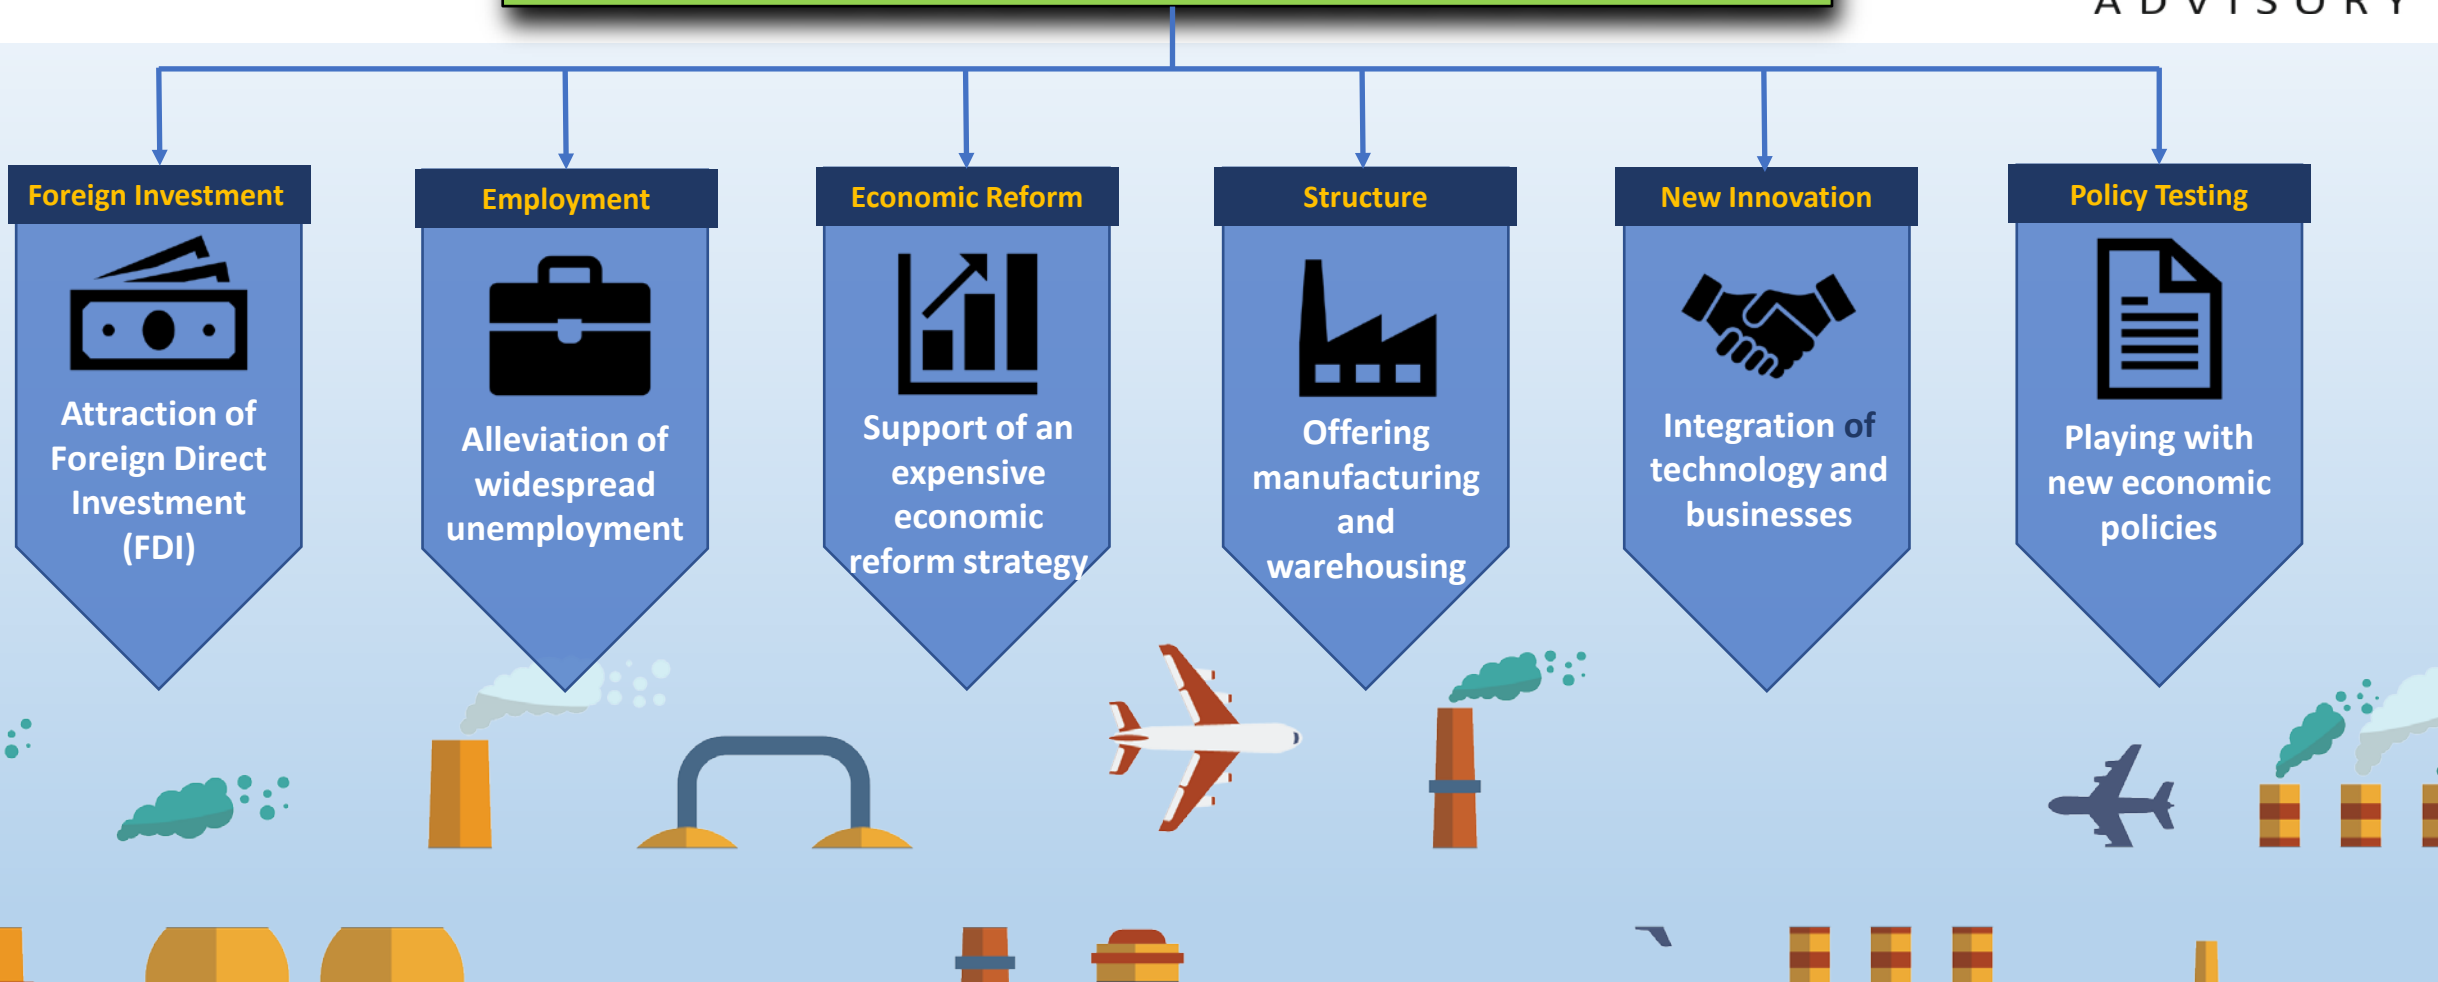 ADVISORY
Foreign Investment
Attraction of
Foreign Direct
Investment
(FDI)
Employment
Alleviation of
widespread
unemployment
Economic Reform
Support of an
expensive
economic
reform strategy
Structure
Offering
manufacturing
and
warehousing
New Innovation
Integration of
technology and
businesses
Policy Testing
Playing with
new economic
policies